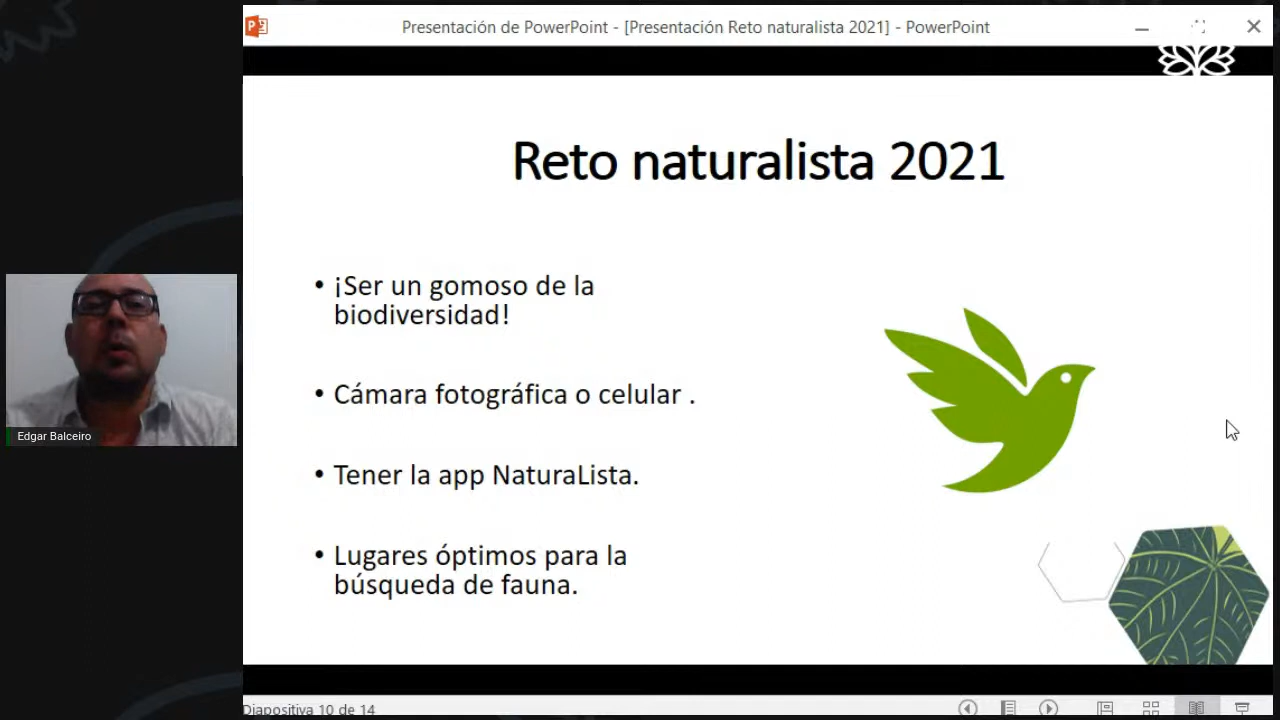 Presentación de PowerPoint - [Presentación Reto naturalista 2021] - PowerPoint
Reto naturalista 2021
• ¡Ser un gomoso de la
biodiversidad!
• Cámara fotográfica o celular .
• Tener la app NaturaLista.
• Lugares óptimos para la
búsqueda de fauna.
Edgar Balceiro
Diapositiva 10 de 14